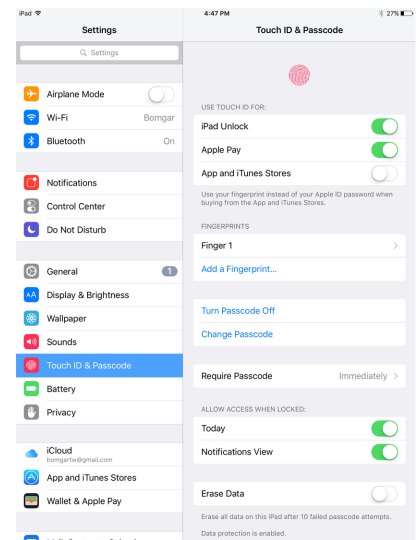 iPad 4:47 PM 27%
Settings
Settings
Airplane Mode
Wi-Fi Bomgar
Bluetooth On
Notifications
Control Center
Do Not Disturb
General 1
AA Display & Brightness
Wallpaper
Sounds
Touch ID & Passcode
Battery
Privacy
iCloud
bomgartw@gmail.com
App and iTunes Stores
Wallet & Apple Pay
Touch ID & Passcode
USE TOUCH ID FOR:
iPad Unlock
Apple Pay
App and iTunes Stores
Use your fingerprint instead of your Apple ID password when
buying from the App and iTunes Stores.
FINGERPRINTS
Finger 1
Add a Fingerprint...
Turn Passcode Off
Change Passcode
Require Passcode Immediately
ALLOW ACCESS WHEN LOCKED:
Today
Notifications View
Erase Data
Erase all data on this iPad after 10 failed passcode attempts.
Data protection is enabled.